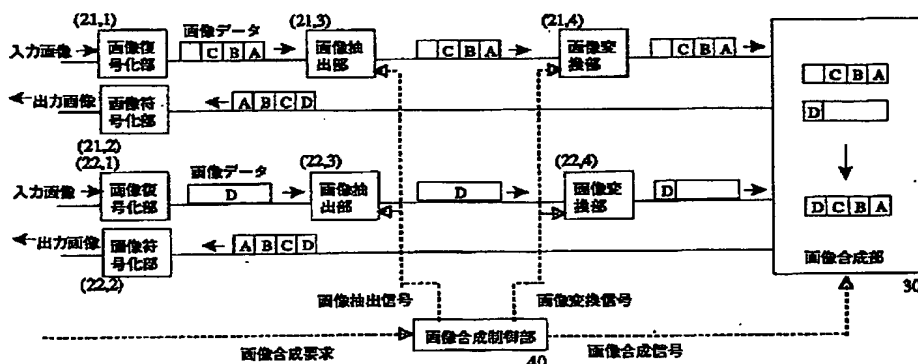 (21,1)
画像データ
(21,3)
(21,4)
入力画像
画像復
号化部
C B A
画像抽
出部
C B A
画像変
換部
C B A
C B A
出力画像
画像符
号化部
A B C D
D
(21,2)
(22,1)
画像データ
(22,3)
(22,4)
入力画像
画像復
号化部
D
画像抽
出部
D
画像変
換部
D
D C B A
出力画像
画像符
号化部
A B C D
画像合成部
(22,2)
30
画像抽出信号
画像変換信号
画像合成制御部
画像合成要求
40
画像合成信号